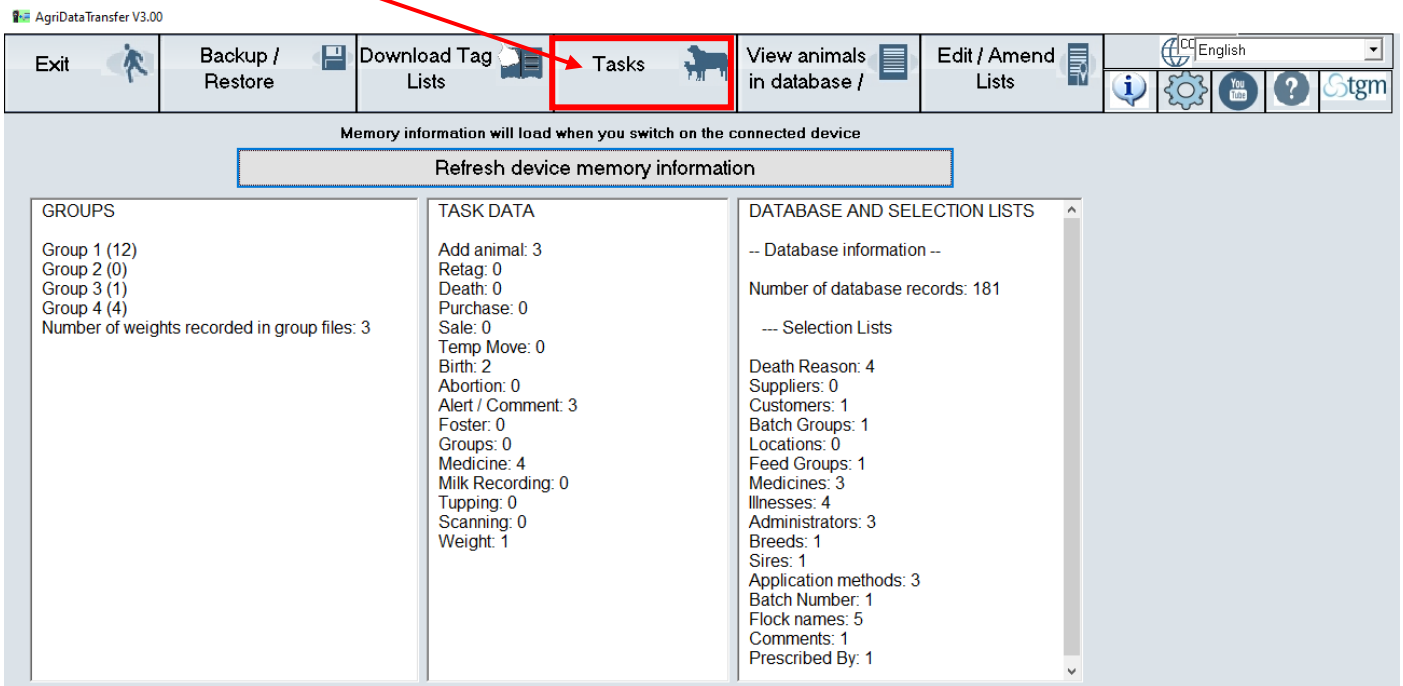 AgriDataTransfer V3.00
Exit
Backup /
Restore
Download Tag
Lists
Tasks
View animals
in database /
Edit / Amend
Lists
English
You
Tube
?
tgm
Memory information will load when you switch on the connected device
Refresh device memory information
GROUPS
Group 1 (12)
Group 2 (0)
Group 3 (1)
Group 4 (4)
Number of weights recorded in group files: 3
TASK DATA
Add animal: 3
Retag: 0
Death: 0
Purchase: 0
Sale: 0
Temp Move: 0
Birth: 2
Abortion: 0
Alert / Comment: 3
Foster: 0
Groups: 0
Medicine: 4
Milk Recording: 0
Tupping: 0
Scanning: 0
Weight: 1
DATABASE AND SELECTION LISTS
-- Database information --
Number of database records: 181
--- Selection Lists
Death Reason: 4
Suppliers: 0
Customers: 1
Batch Groups: 1
Locations: 0
Feed Groups: 1
Medicines: 3
Illnesses: 4
Administrators: 3
Breeds: 1
Sires: 1
Application methods: 3
Batch Number: 1
Flock names: 5
Comments: 1
Prescribed By: 1